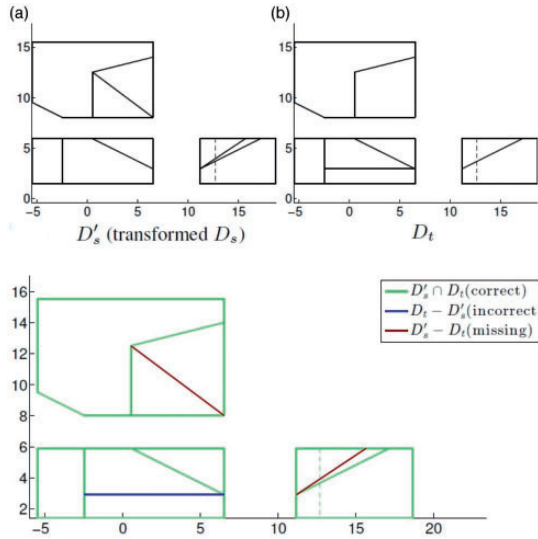 (a)
(b)
15
10
5
0
-5 0 5 10 15
D′s (transformed Ds)
15
10
5
0
-5 0 5 10 15
Dt
16
14
12
10
8
6
4
2
D′s ∩ Dt(correct)
Dt − D′s(incorrect
D′s − Dt(missing)
-5 0 5 10 15 20